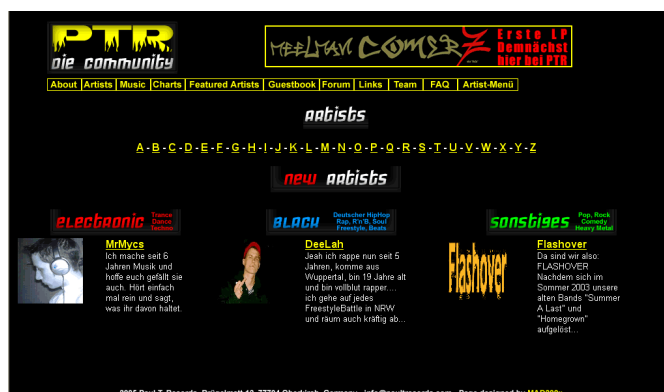 PTR
Die Community
MEELMAN COMER Z
Erste LP
Demnächst
hier bei PTR
About Artists Music Charts Featured Artists Guestbook Forum Links Team FAQ Artist-Menü
Artists
A - B - C - D - E - F - G - H - I - J - K - L - M - N - O - P - Q - R - S - T - U - V - W - X - Y - Z
new Artists
electronic
Trance
Dance
Techno
Black
Deutscher HipHop
Rap, R'n'B, Soul
Freestyle, Beats
sonstiges
Pop, Rock
Comedy
Heavy Metal
MrMycs
Ich mache seit 6
Jahren Musik und
hoffe euch gefällt sie
auch. Hört einfach
mal rein und sagt,
was ihr davon haltet.
DeeLah
Jeah ich rappe nun seit 5
Jahren, komme aus
Wuppertal, bin 19 Jahre alt
und bin vollblut rapper....
ich gehe auf jedes
FreestyleBattle in NRW
und räum auch kräftig ab...
Flashover
Flashover
Da sind wir also:
FLASHOVER
Nachdem sich im
Sommer 2003 unsere
alten Bands "Summer
A Last" und
"Homegrown"
aufgelöst...